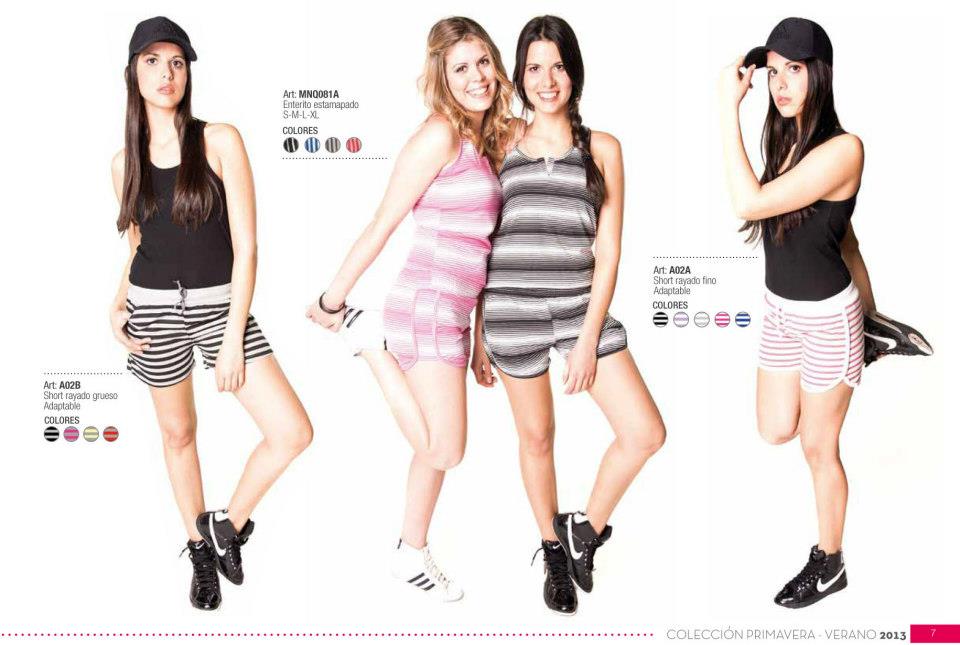 Art: MNQ081A
Enterito estamapado
S-M-L-XL
COLORES
Art: A02A
Short rayado fino
Adaptable
COLORES
Art: A02B
Short rayado grueso
Adaptable
COLORES
COLECCIÓN PRIMAVERA - VERANO 2013
7